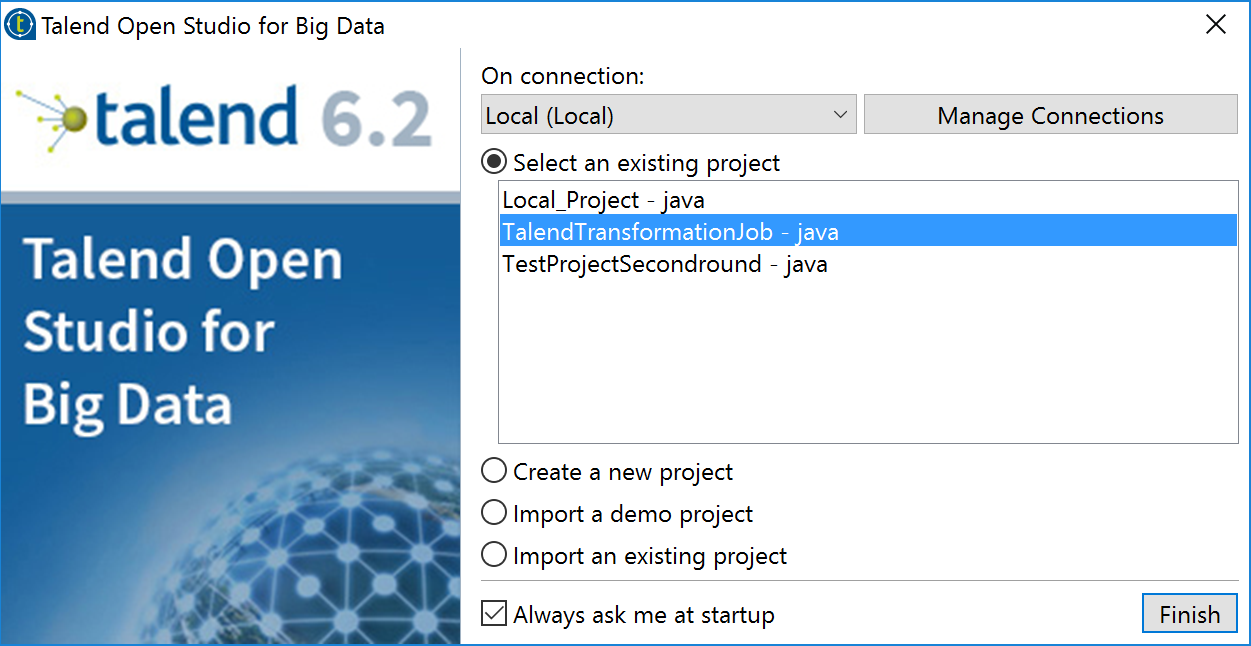 Talend Open Studio for Big Data
talend 6.2
Talend Open
Studio for
Big Data
On connection:
Local (Local)
Manage Connections
Select an existing project
Local_Project - java
TalendTransformationJob - java
TestProjectSecondround - java
Create a new project
Import a demo project
Import an existing project
Always ask me at startup
Finish